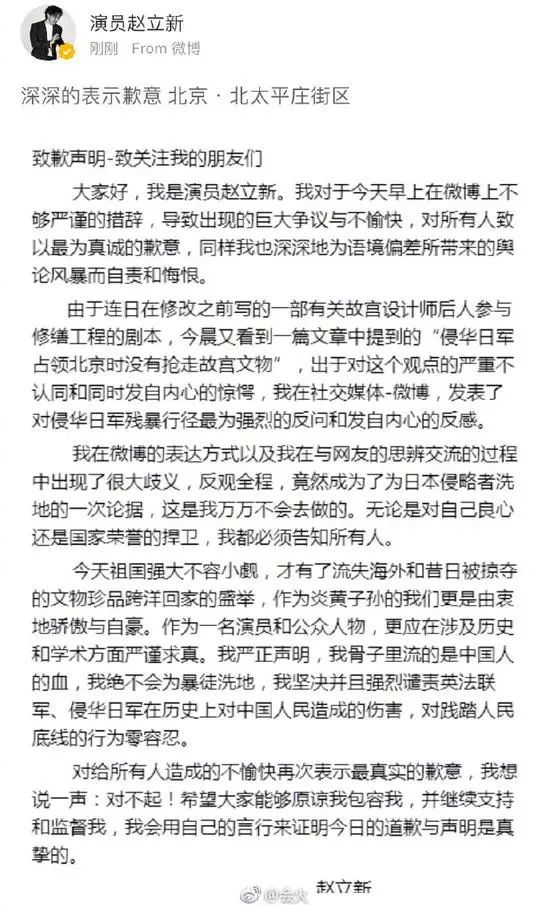 演员赵立新
刚刚 From 微博
深深的表示歉意 北京·北太平庄街区
致歉声明-致关注我的朋友们
大家好，我是演员赵立新。我对于今天早上在微博上不
够严谨的措辞，导致出现的巨大争议与不愉快，对所有人致
以最为真诚的歉意，同样我也深深地为语境偏差所带来的舆
论风暴而自责和悔恨。
由于连日在修改之前写的一部有关故宫设计师后人参与
修缮工程的剧本，今晨又看到一篇文章中提到的“侵华日军
占领北京时没有抢走故宫文物”，出于对这个观点的严重不
认同和同时发自内心的惊愕，我在社交媒体-微博，发表了
对侵华日军残暴行径最为强烈的反问和发自内心的反感。
我在微博的表达方式以及我在与网友的思辨交流的过程
中出现了很大歧义，反观全程，竟然成为了为日本侵略者洗
地的一次论据，这是我万万不会去做的。无论是对自己良心
还是国家荣誉的捍卫，我都必须告知所有人。
今天祖国强大不容小觑，才有了流失海外和昔日被掠夺
的文物珍品跨洋回家的盛举，作为炎黄子孙的我们更是由衷
地骄傲与自豪。作为一名演员和公众人物，更应在涉及历史
和学术方面严谨求真。我严正声明，我骨子里流的是中国人
的血，我绝不会为暴徒洗地，我坚决并且强烈谴责英法联
军、侵华日军在历史上对中国人民造成的伤害，对践踏人民
底线的行为零容忍。
对给所有人造成的不愉快再次表示最真实的歉意，我想
说一声：对不起！希望大家能够原谅我包容我，并继续支持
和监督我，我会用自己的言行来证明今日的道歉与声明是真
挚的。
赵立新
@会火